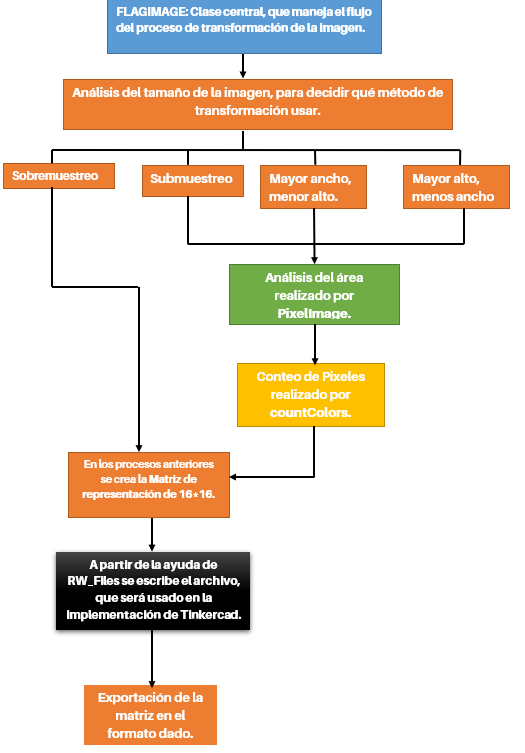 FLAGIMAGE: Clase central, que maneja el flujo
del proceso de transformación de la imagen.
Análisis del tamaño de la imagen, para decidir qué método de
transformación usar.
Sobremuestreo
Submuestreo
Mayor ancho,
menor alto.
Mayor alto,
menos ancho
Análisis del área
realizado por
PixelImage.
Conteo de Pixeles
realizado por
countColors.
En los procesos anteriores
se crea la Matriz de
representación de 16*16.
A partir de la ayuda de
RW_Files se escribe el archivo,
que será usado en la
implementación de Tinkercad.
Exportación de la
matriz en el
formato dado.